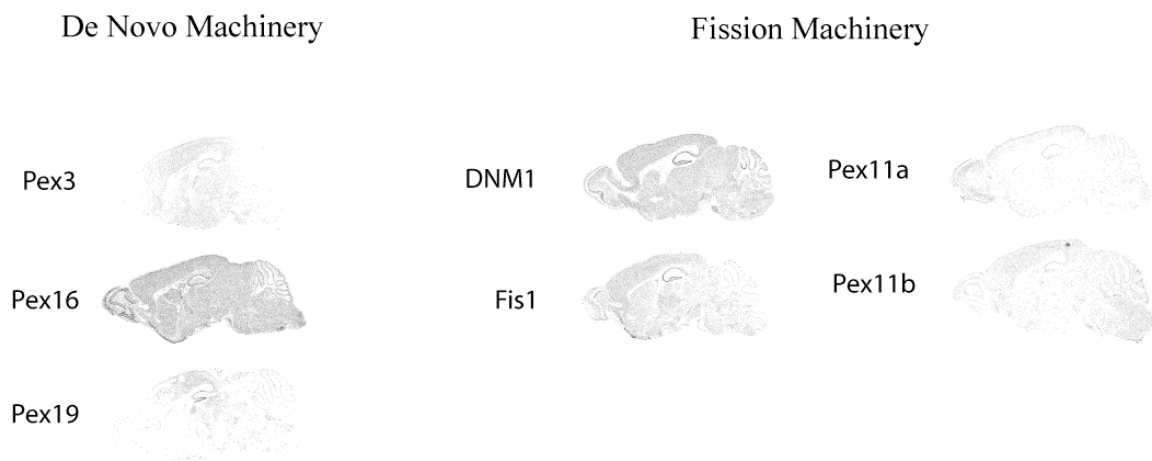 De Novo Machinery
Fission Machinery
Pex3
Pex16
Pex19
DNM1
Fis1
Pex11a
Pex11b